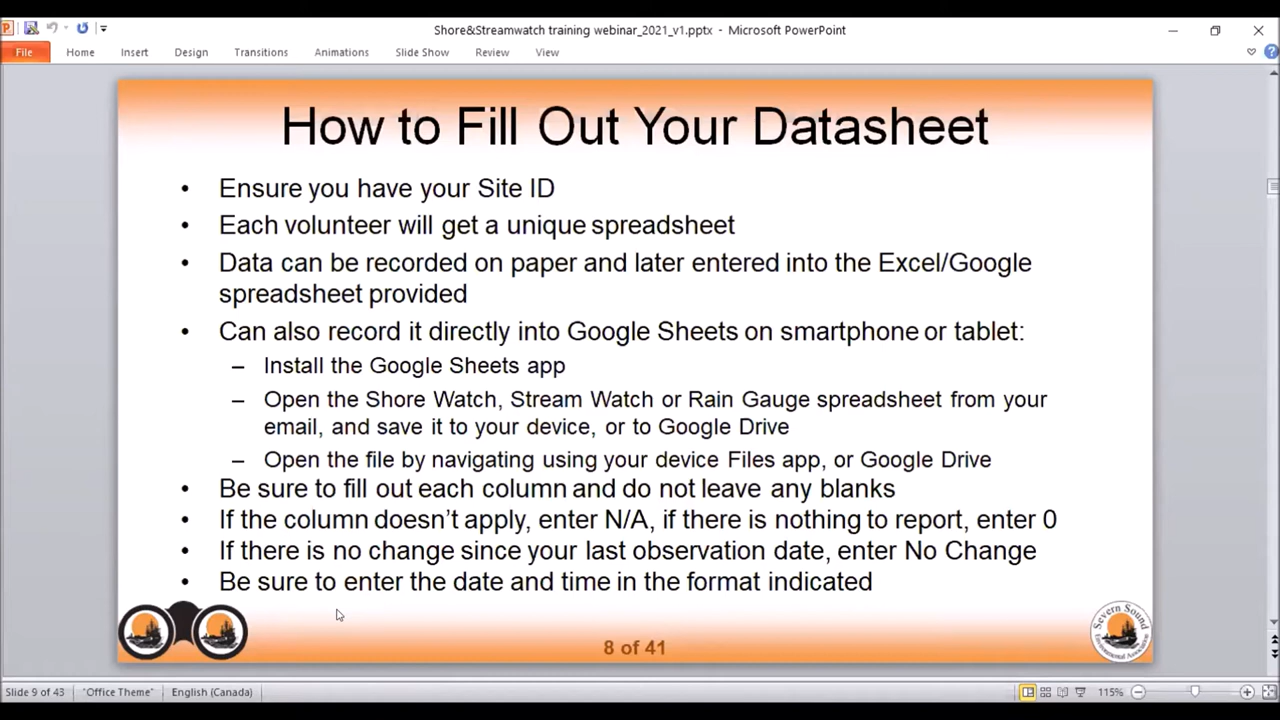 Shore&Streamwatch training webinar_2021_v1.pptx - Microsoft PowerPoint
File Home Insert Design Transitions Animations Slide Show Review View
How to Fill Out Your Datasheet
• Ensure you have your Site ID
• Each volunteer will get a unique spreadsheet
• Data can be recorded on paper and later entered into the Excel/Google
spreadsheet provided
• Can also record it directly into Google Sheets on smartphone or tablet:
– Install the Google Sheets app
– Open the Shore Watch, Stream Watch or Rain Gauge spreadsheet from your
email, and save it to your device, or to Google Drive
– Open the file by navigating using your device Files app, or Google Drive
• Be sure to fill out each column and do not leave any blanks
• If the column doesn't apply, enter N/A, if there is nothing to report, enter 0
• If there is no change since your last observation date, enter No Change
• Be sure to enter the date and time in the format indicated
8 of 41
Severn Sound
Environmental Association
Slide 9 of 43 "Office Theme" English (Canada) 115%